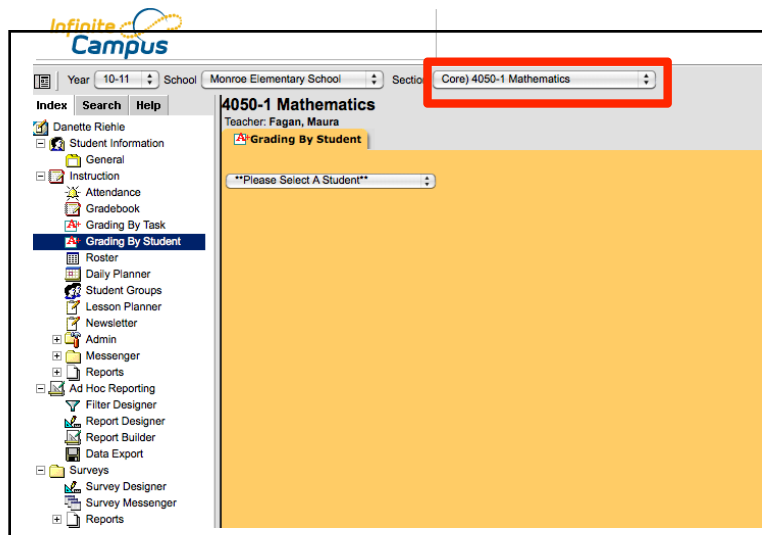 Infinite
Campus
Year 10-11 School Monroe Elementary School Section Core) 4050-1 Mathematics
Index Search Help
4050-1 Mathematics
Teacher: Fagan, Maura
Grading By Student
**Please Select A Student**
Danette Riehle
Student Information
General
Instruction
Attendance
Gradebook
Grading By Task
Grading By Student
Roster
Daily Planner
Student Groups
Lesson Planner
Newsletter
Admin
Messenger
Reports
Ad Hoc Reporting
Filter Designer
Report Designer
Report Builder
Data Export
Surveys
Survey Designer
Survey Messenger
Reports